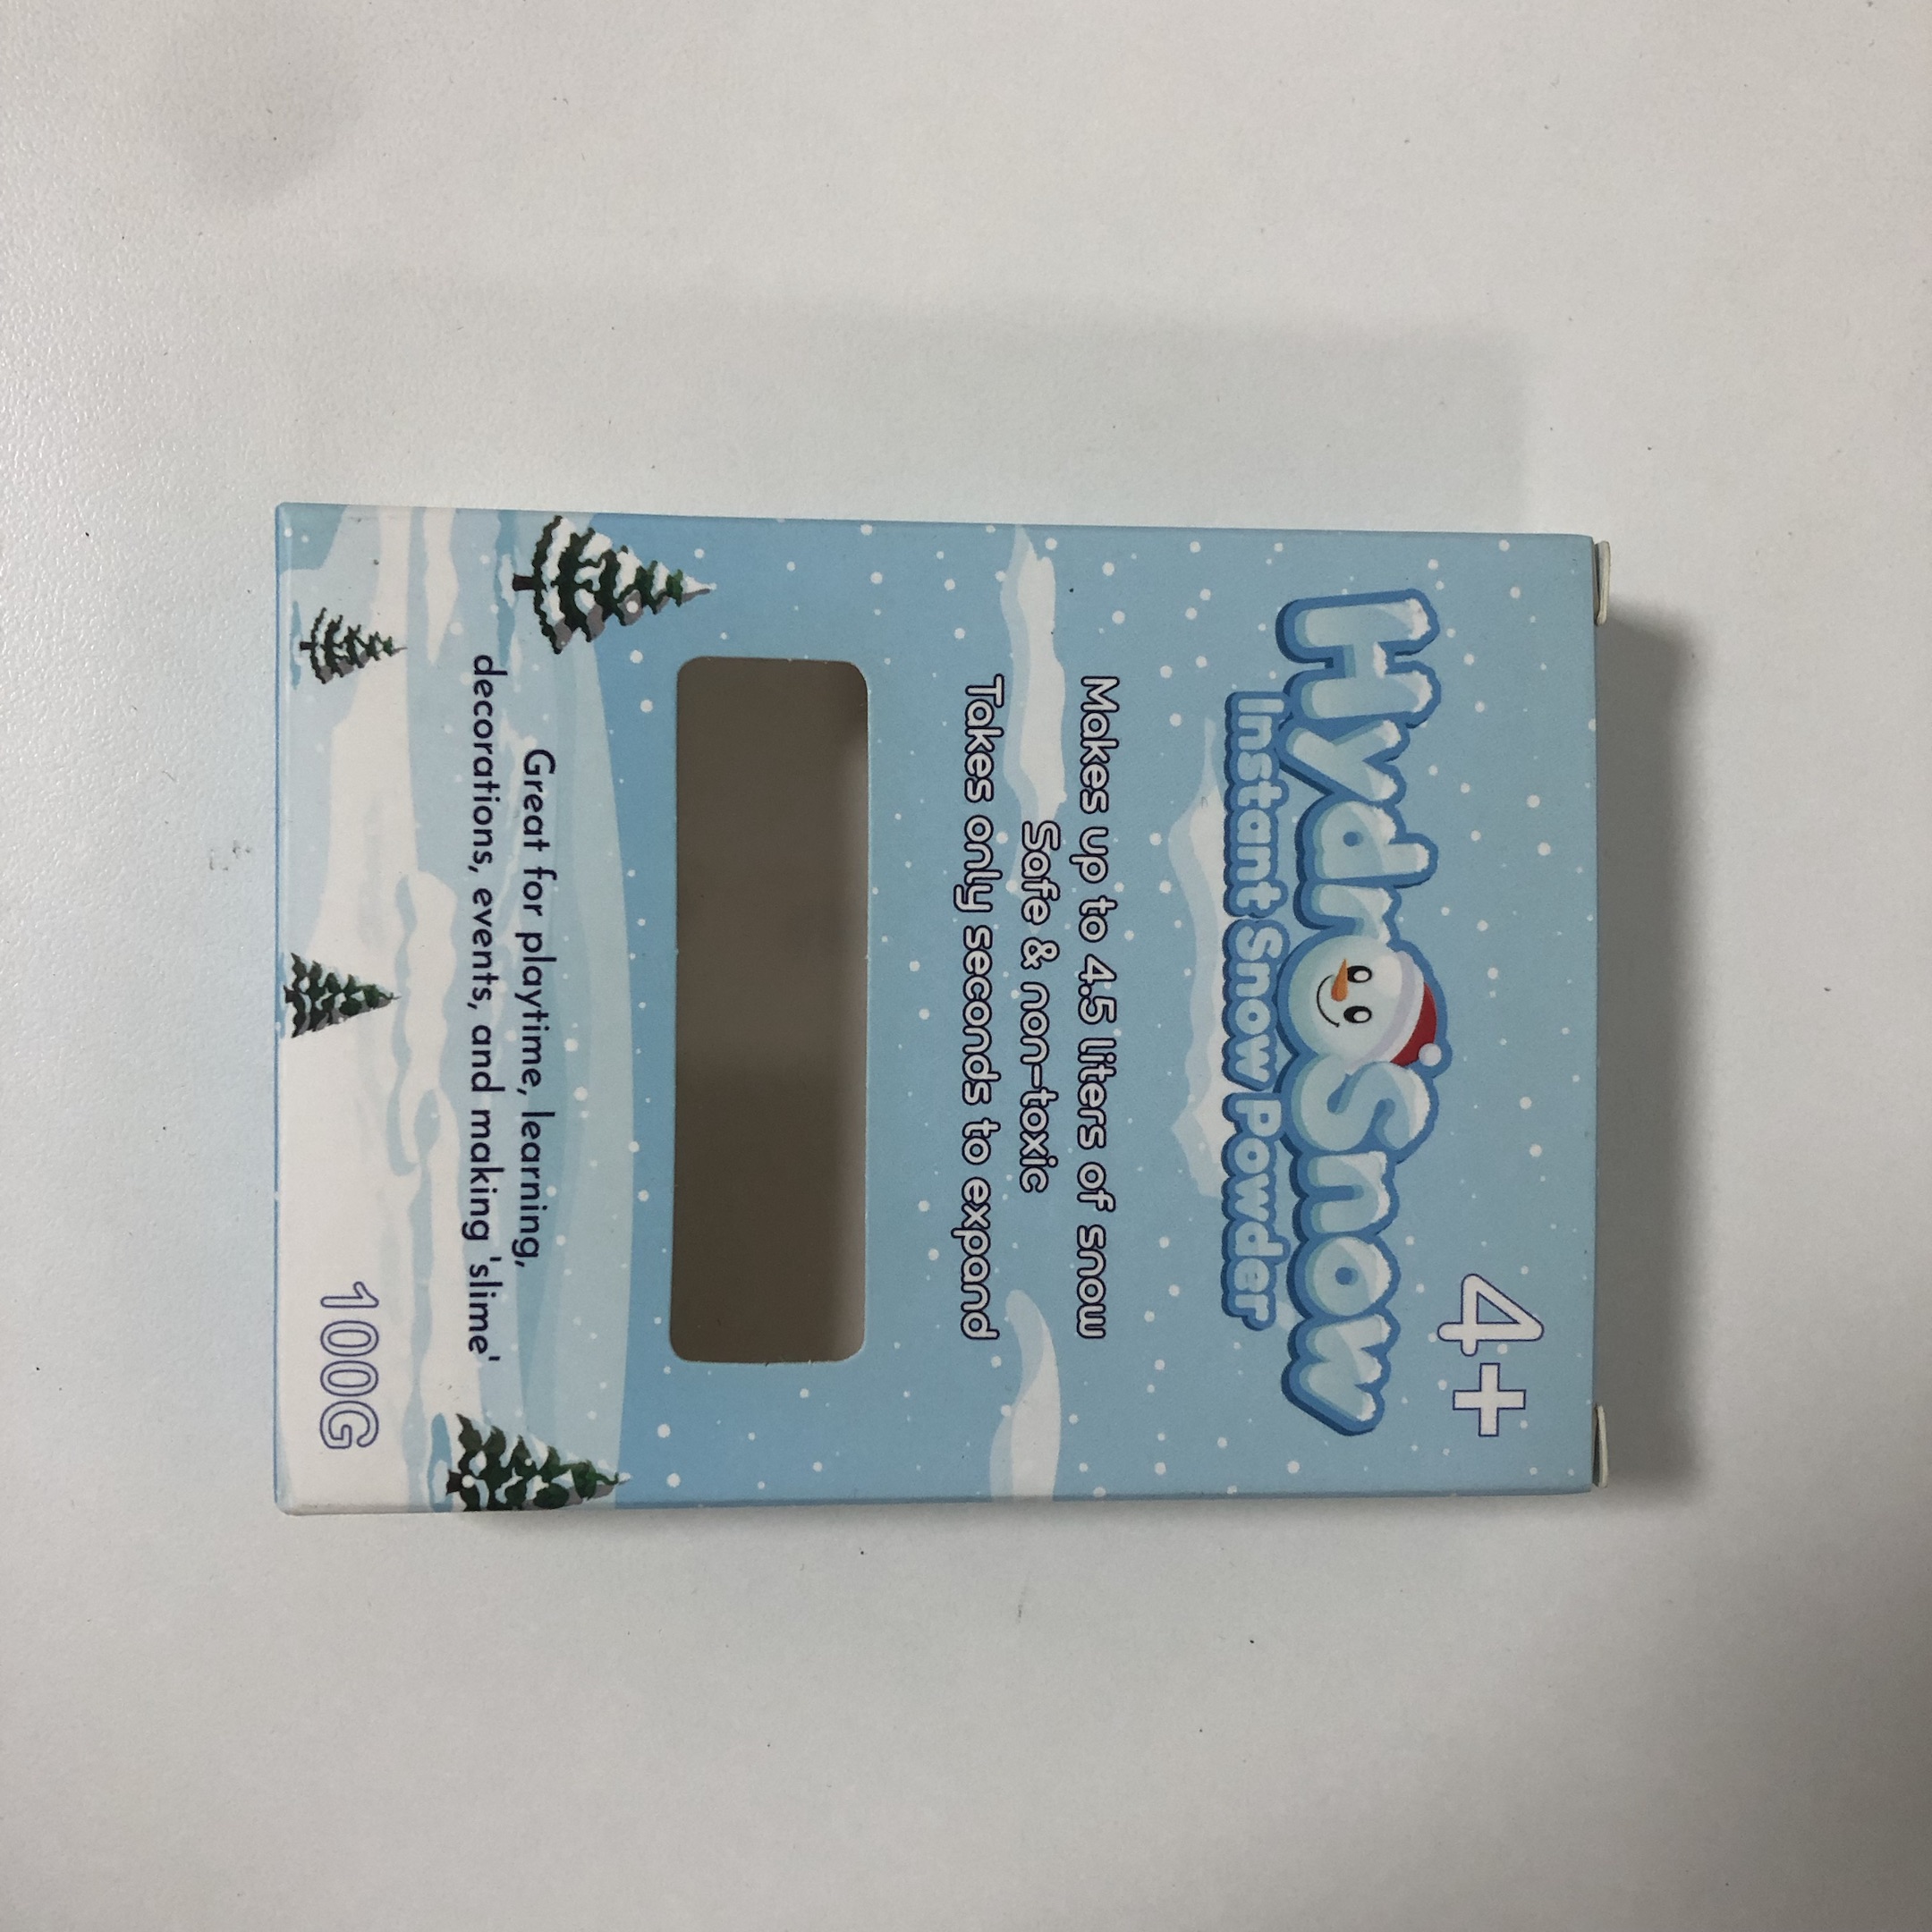 4+
HydroSnow
Instant Snow Powder
Makes up to 4.5 liters of snow
Safe & non-toxic
Takes only seconds to expand
Great for playtime, learning,
decorations, events, and making 'slime'
100G